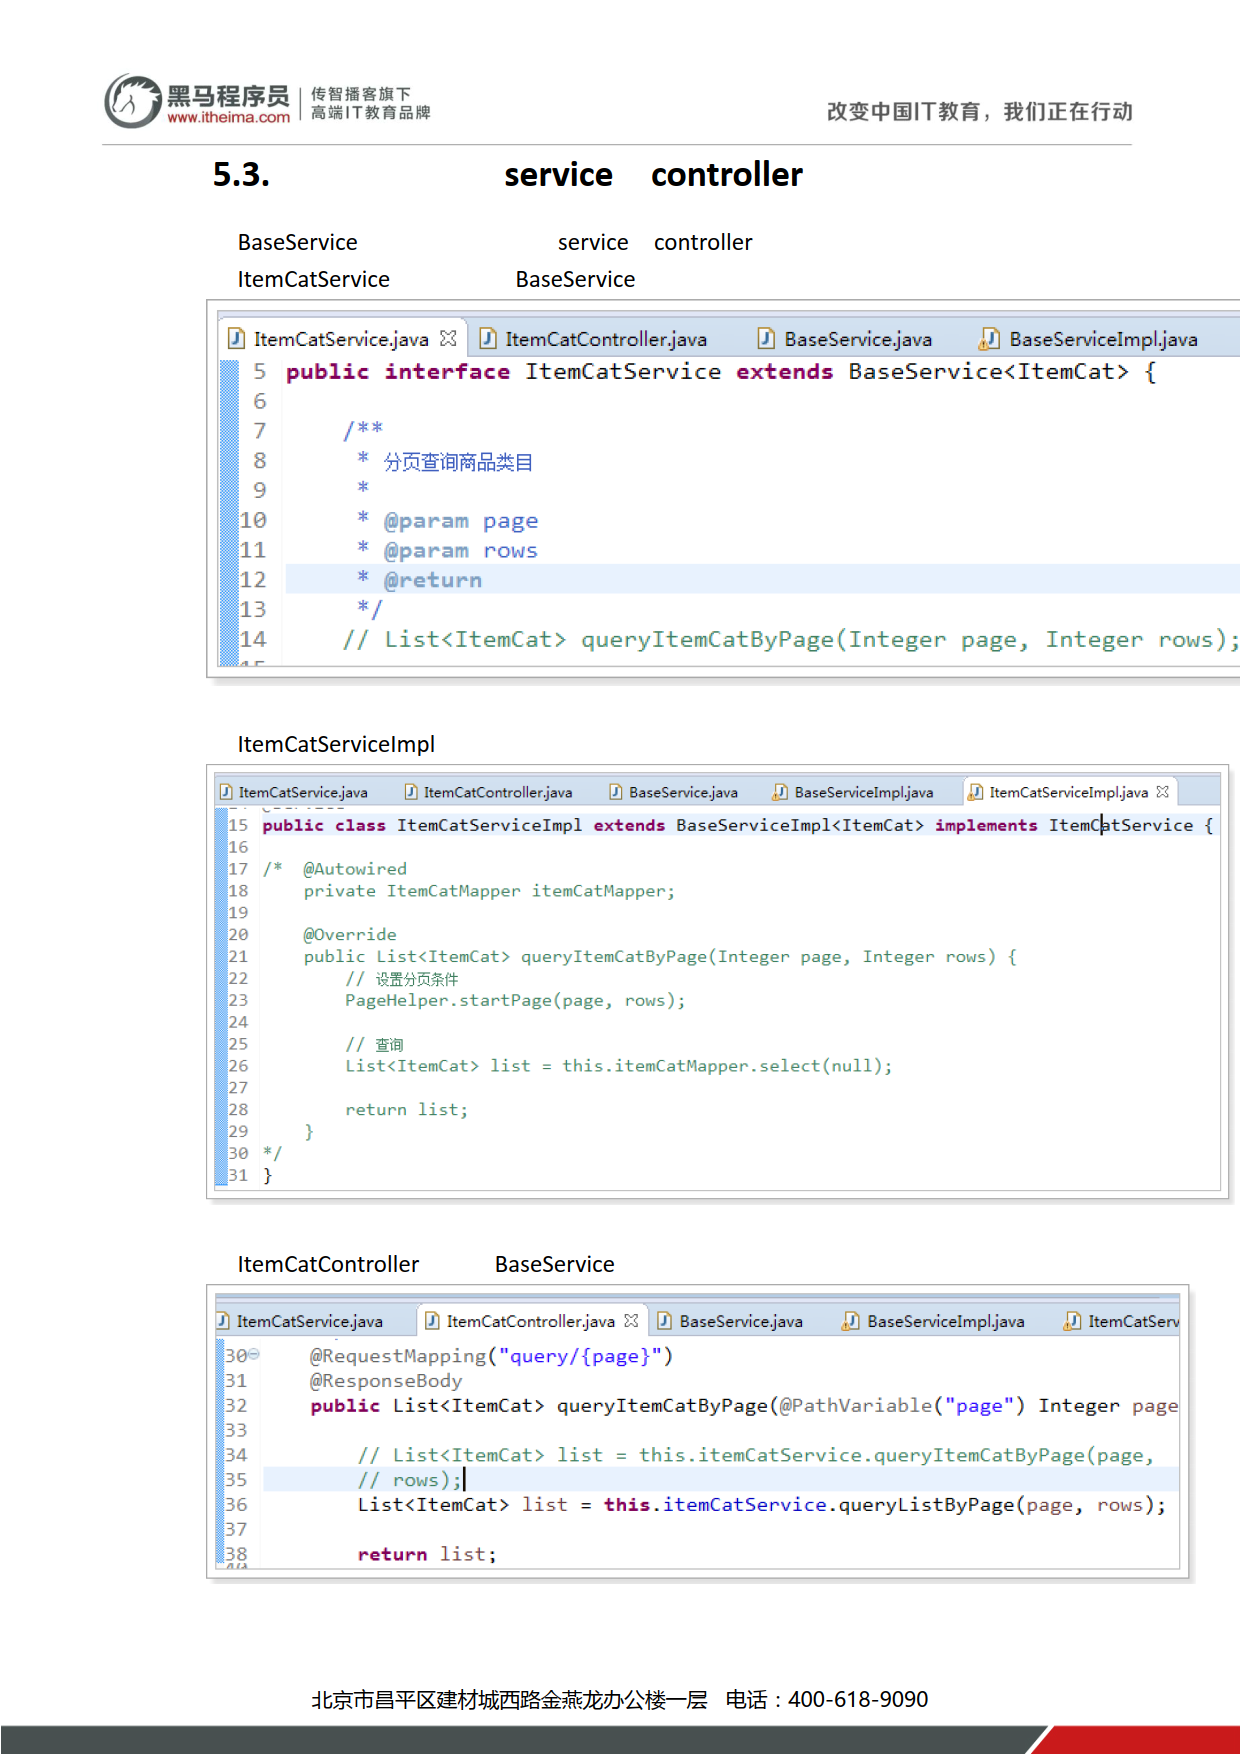 黑马程序员
www.itheima.com
传智播客旗下
高端IT教育品牌
改变中国IT教育，我们正在行动
5.3. service controller
BaseService service controller
ItemCatService BaseService
ItemCatService.java ItemCatController.java BaseService.java BaseServiceImpl.java
5 public interface ItemCatService extends BaseService<ItemCat> {
6
7 /**
8 * 分页查询商品类目
9 *
10 * @param page
11 * @param rows
12 * @return
13 */
14 // List<ItemCat> queryItemCatByPage(Integer page, Integer rows);
ItemCatServiceImpl
ItemCatService.java ItemCatController.java BaseService.java BaseServiceImpl.java ItemCatServiceImpl.java
15 public class ItemCatServiceImpl extends BaseServiceImpl<ItemCat> implements ItemCatService {
16
17 /* @Autowired
18 private ItemCatMapper itemCatMapper;
19
20 @Override
21 public List<ItemCat> queryItemCatByPage(Integer page, Integer rows) {
22 // 设置分页条件
23 PageHelper.startPage(page, rows);
24
25 // 查询
26 List<ItemCat> list = this.itemCatMapper.select(null);
27
28 return list;
29 }
30 */
31 }
ItemCatController BaseService
ItemCatService.java ItemCatController.java BaseService.java BaseServiceImpl.java ItemCatServ
30 @RequestMapping("query/{page}")
31 @ResponseBody
32 public List<ItemCat> queryItemCatByPage(@PathVariable("page") Integer page
33
34 // List<ItemCat> list = this.itemCatService.queryItemCatByPage(page,
35 // rows);
36 List<ItemCat> list = this.itemCatService.queryListByPage(page, rows);
37
38 return list;
北京市昌平区建材城西路金燕龙办公楼一层 电话：400-618-9090